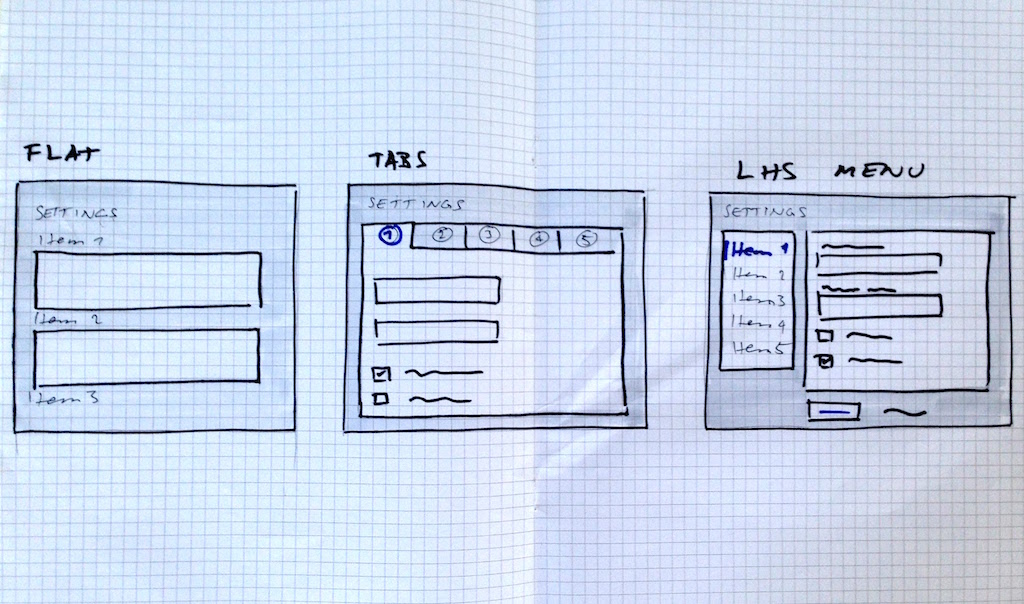 FLAT
SETTINGS
Item 1
Item 2
Item 3
TABS
SETTINGS
1 2 3 4 5
LHS MENU
SETTINGS
Item 1
Item 2
Item 3
Item 4
Item 5